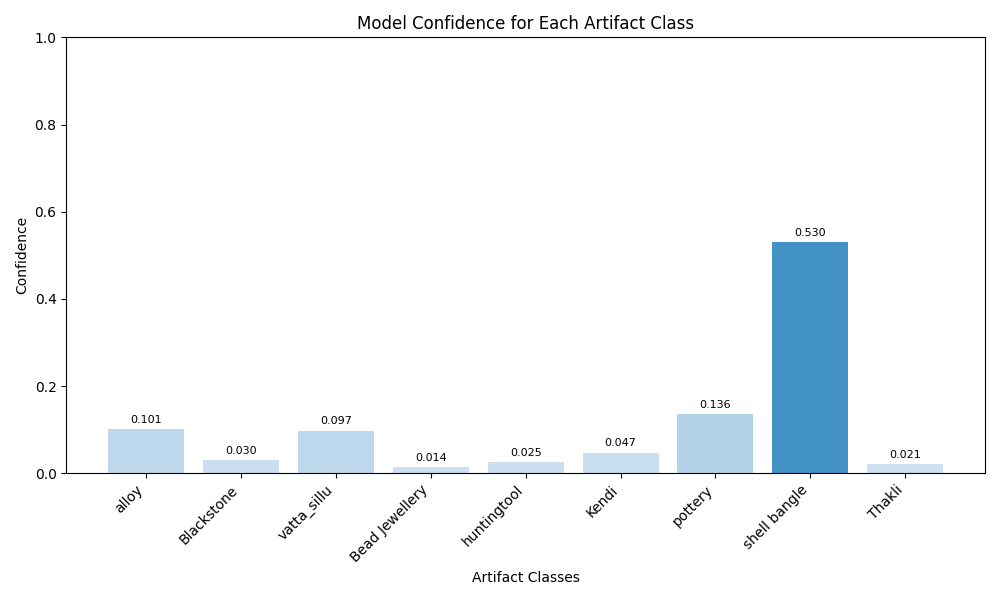 Model Confidence for Each Artifact Class
Confidence
1.0
0.8
0.6
0.4
0.2
0.0
0.101
0.030
0.097
0.014
0.025
0.047
0.136
0.530
0.021
alloy
Blackstone
vatta_sillu
Bead Jewellery
huntingtool
Kendi
pottery
shell bangle
Thakli
Artifact Classes